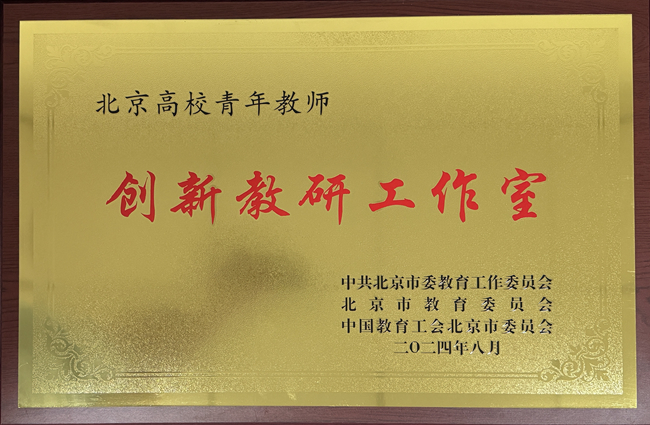 北京高校青年教师
创新教研工作室
中共北京市委教育工作委员会
北京市教育委员会
中国教育工会北京市委员会
二〇二四年八月